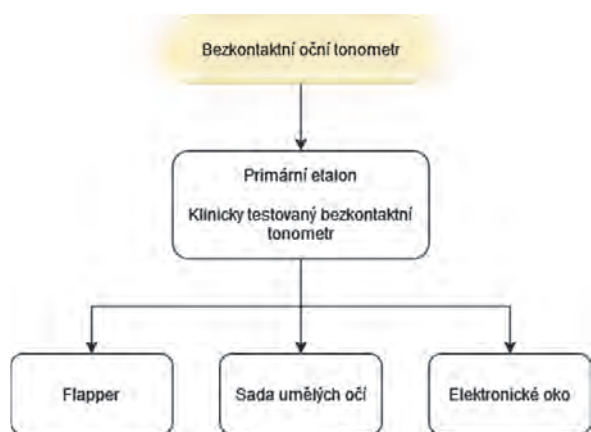 Bezkontaktní oční tonometr
Primární etalon
Klinicky testovaný bezkontaktní
tonometr
Flapper
Sada umělých očí
Elektronické oko